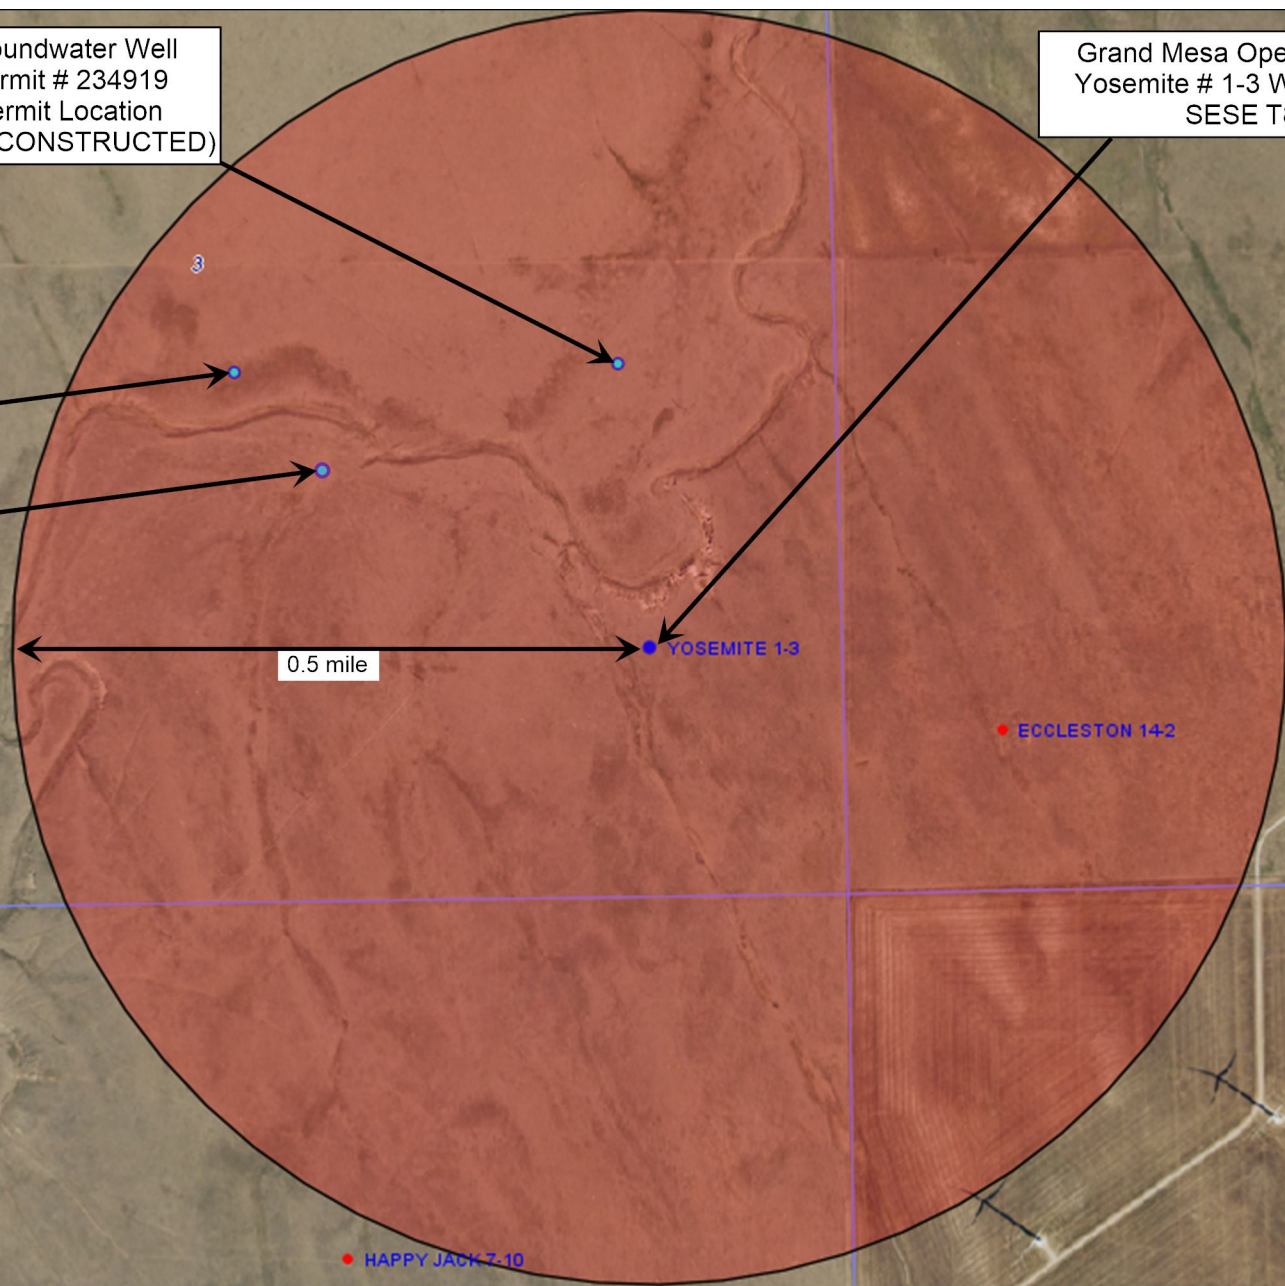 oundwater Well
rmit # 234919
ermit Location
CONSTRUCTED)
Grand Mesa Ope
Yosemite # 1-3 W
SESE T
3
0.5 mile
YOSEMITE 1-3
ECCLESTON 14-2
HAPPY JACK 7-10